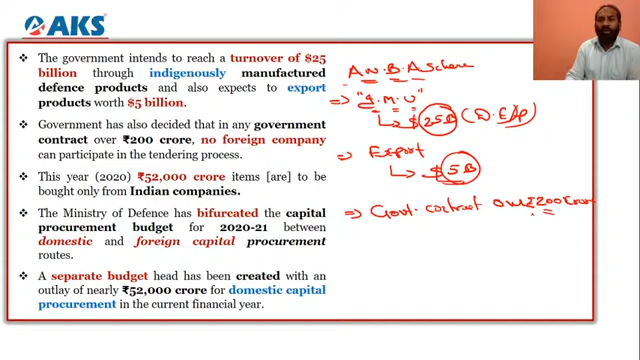 AKS
The government intends to reach a turnover of $25
billion through indigenously manufactured
defence products and also expects to export
products worth $5 billion.
Government has also decided that in any government
contract over ₹200 crore, no foreign company
can participate in the tendering process.
This year (2020) ₹52,000 crore items [are] to
be bought only from Indian companies.
The Ministry of Defence has bifurcated the capital
procurement budget for 2020-21 between
domestic and foreign capital procurement
routes.
A separate budget head has been created with an
outlay of nearly ₹52,000 crore for domestic capital
procurement in the current financial year.
A N B A Scheme
⇒ "I. M. U"
↳ $ 25B (D. Exp)
⇒ Export
↳ $ 5B
⇒ Govt. contract over ₹200 crore